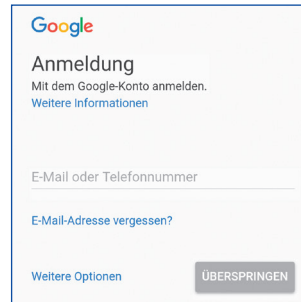 Google
Anmeldung
Mit dem Google-Konto anmelden.
Weitere Informationen
E-Mail oder Telefonnummer
E-Mail-Adresse vergessen?
Weitere Optionen
ÜBERSPRINGEN